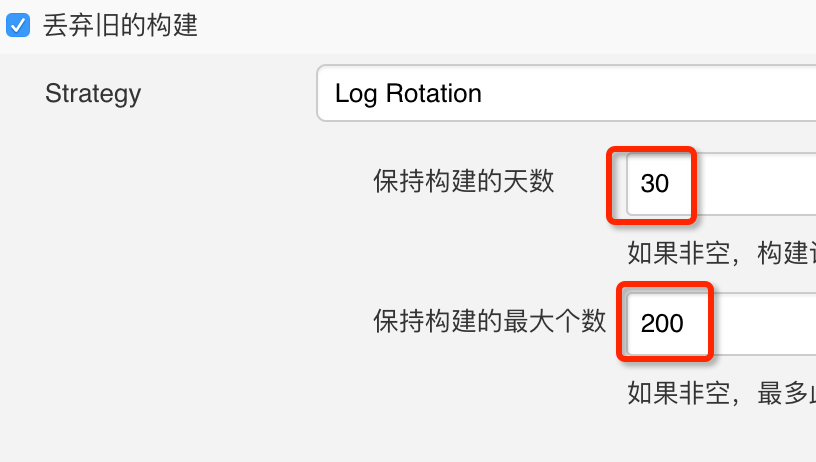 丢弃旧的构建
Strategy
Log Rotation
保持构建的天数
30
如果非空，构建
保持构建的最大个数
200
如果非空，最多